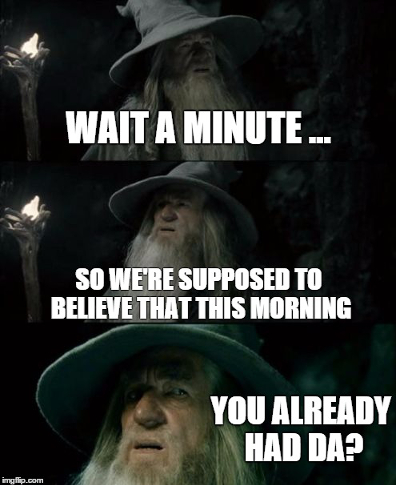 WAIT A MINUTE ...
SO WE'RE SUPPOSED TO
BELIEVE THAT THIS MORNING
YOU ALREADY
HAD DA?
imgflip.com